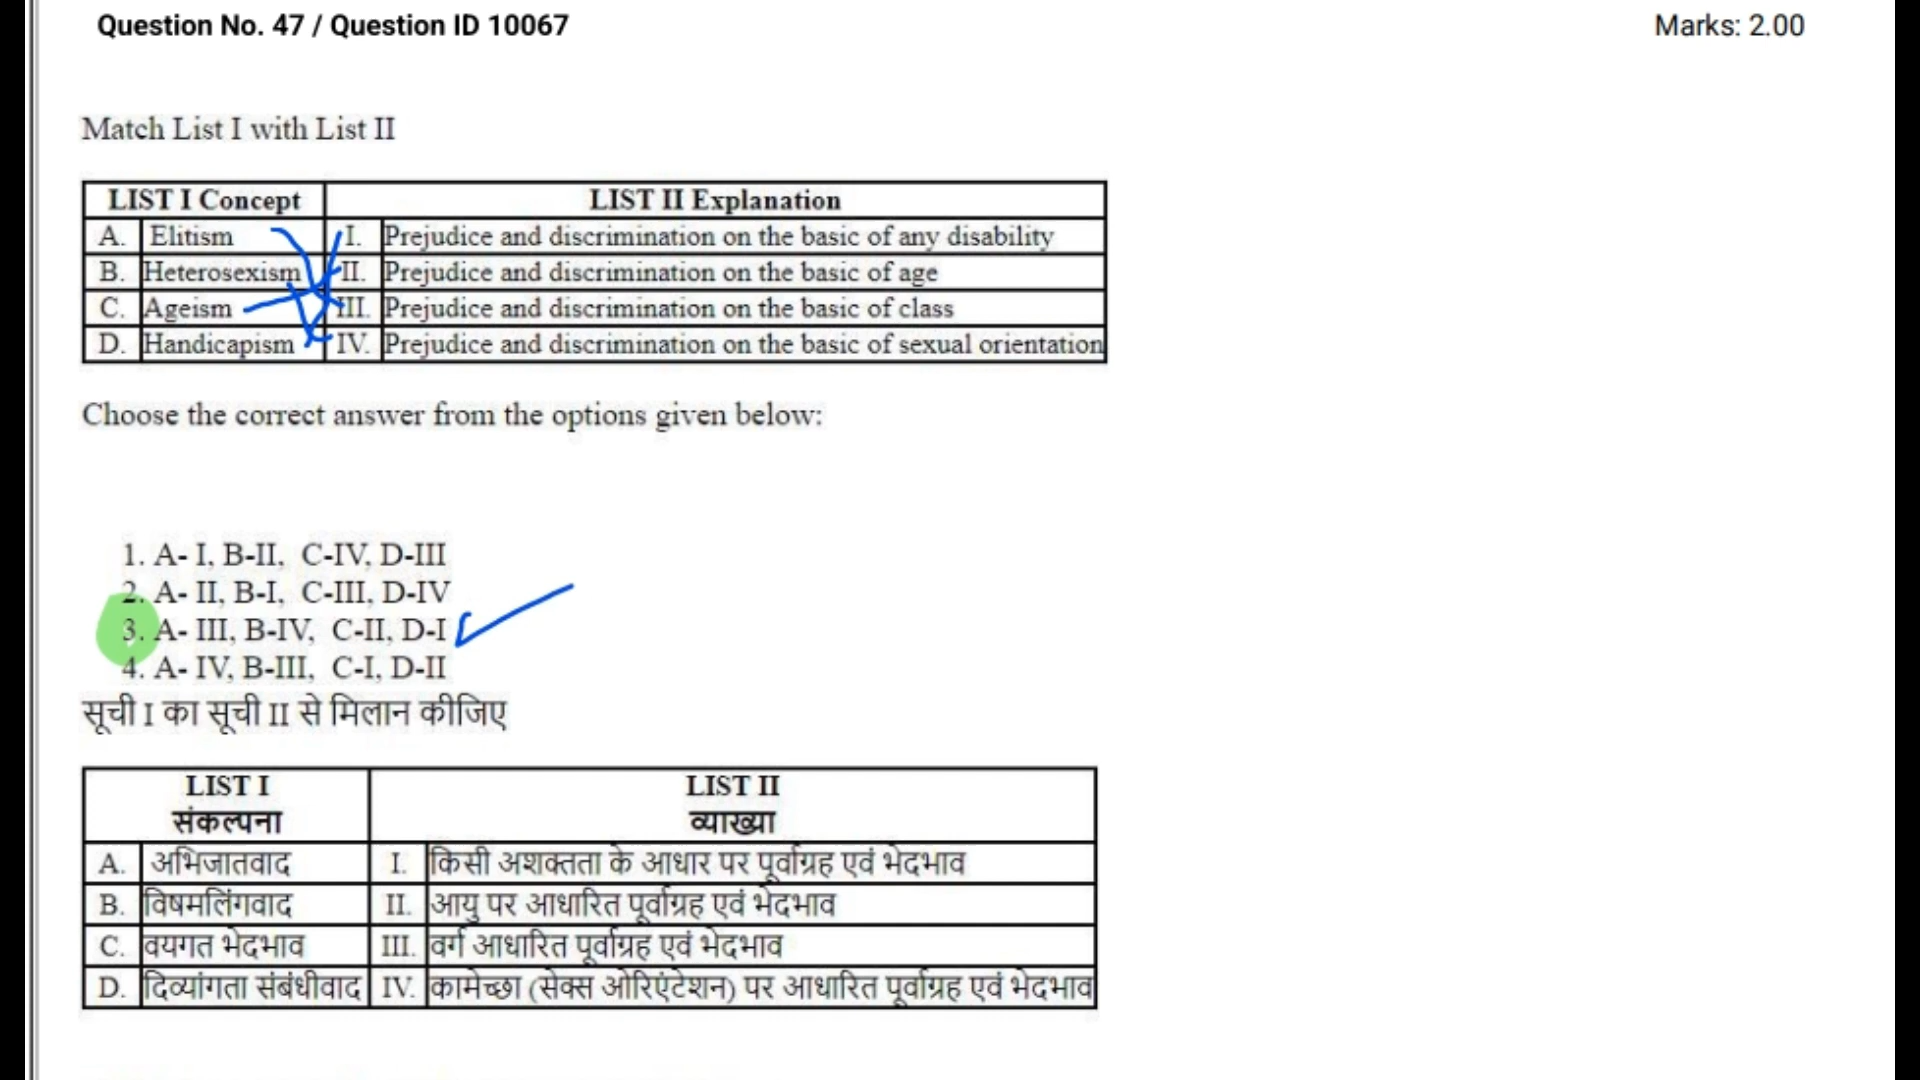 Question No. 47 / Question ID 10067 Marks: 2.00
Match List I with List II
LIST I Concept LIST II Explanation
A. Elitism I. Prejudice and discrimination on the basic of any disability
B. Heterosexism II. Prejudice and discrimination on the basic of age
C. Ageism III. Prejudice and discrimination on the basic of class
D. Handicapism IV. Prejudice and discrimination on the basic of sexual orientation
Choose the correct answer from the options given below:
1. A- I, B-II, C-IV, D-III
2. A- II, B-I, C-III, D-IV
3. A- III, B-IV, C-II, D-I
4. A- IV, B-III, C-I, D-II
सूची I का सूची II से मिलान कीजिए
LIST I LIST II
संकल्पना व्याख्या
A. अभिजातवाद I. किसी अशक्तता के आधार पर पूर्वाग्रह एवं भेदभाव
B. विषमलिंगवाद II. आयु पर आधारित पूर्वाग्रह एवं भेदभाव
C. वयगत भेदभाव III. वर्ग आधारित पूर्वाग्रह एवं भेदभाव
D. दिव्यांगता संबंधीवाद IV. कामेच्छा (सेक्स ओरिएंटेशन) पर आधारित पूर्वाग्रह एवं भेदभाव